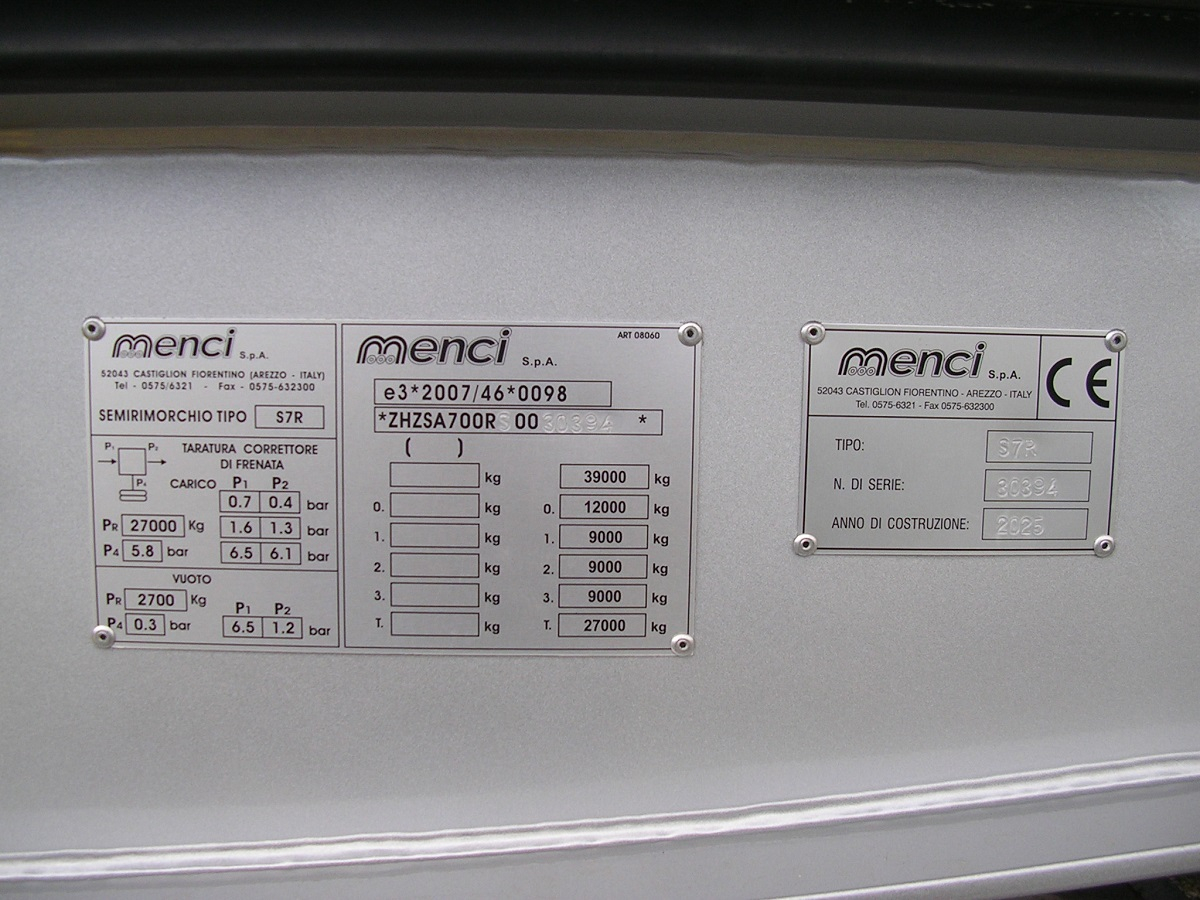 menci S.p.A.
52043 CASTIGLION FIORENTINO (AREZZO - ITALY)
Tel - 0575/6321 - Fax - 0575-632300
SEMIRIMORCHIO TIPO S7R
P1 P2 P4
TARATURA CORRETTORE
DI FRENATA
CARICO P1 P2
0.7 0.4 bar
PR 27000 Kg 1.6 1.3 bar
P4 5.8 bar 6.5 6.1 bar
VUOTO
PR 2700 Kg P1 P2
P4 0.3 bar 6.5 1.2 bar
menci S.p.A. ART 08060
e3*2007/46*0098
*ZHZSA700RS0030394 *
( )
kg 39000 kg
0. kg 0. 12000 kg
1. kg 1. 9000 kg
2. kg 2. 9000 kg
3. kg 3. 9000 kg
T. kg T. 27000 kg
menci S.p.A. CE
52043 CASTIGLION FIORENTINO - AREZZO - ITALY
Tel. 0575-6321 - Fax 0575-632300
TIPO: S7R
N. DI SERIE: 30394
ANNO DI COSTRUZIONE: 2025